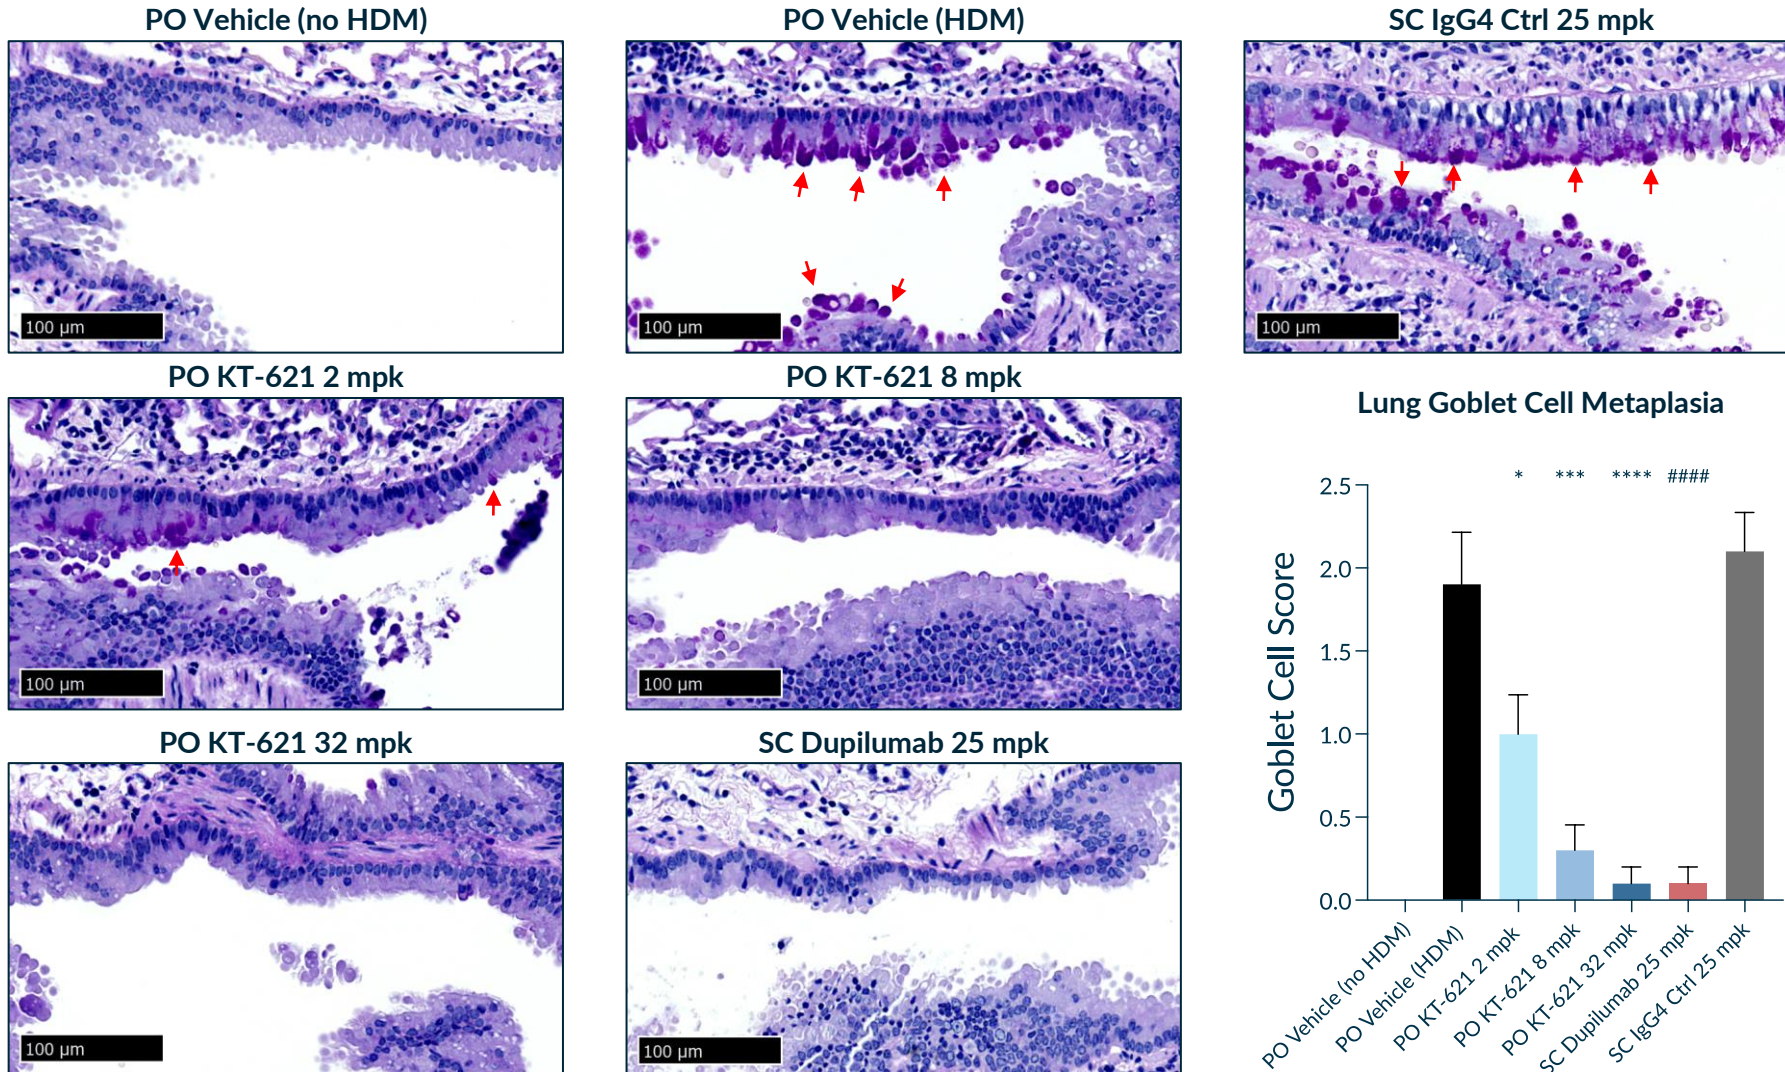 PO Vehicle (no HDM)
PO Vehicle (HDM)
SC IgG4 Ctrl 25 mpk
100 µm
100 µm
100 µm
PO KT-621 2 mpk
PO KT-621 8 mpk
100 µm
100 µm
PO KT-621 32 mpk
SC Dupilumab 25 mpk
100 µm
100 µm
Lung Goblet Cell Metaplasia
* *** **** ####
Goblet Cell Score
2.5
2.0
1.5
1.0
0.5
0.0
PO Vehicle (no HDM)
PO Vehicle (HDM)
PO KT-621 2 mpk
PO KT-621 8 mpk
PO KT-621 32 mpk
SC Dupilumab 25 mpk
SC IgG4 Ctrl 25 mpk